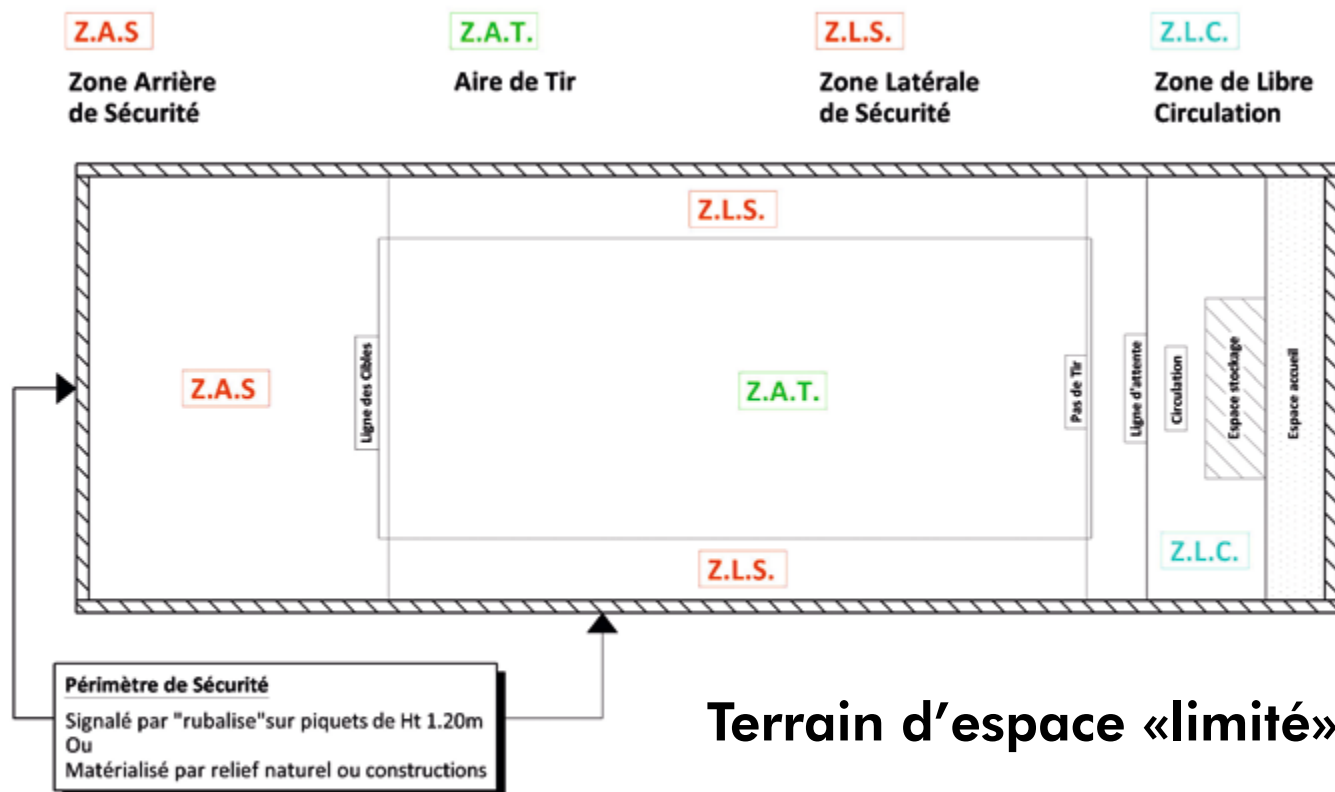 Z.A.S
Zone Arrière
de Sécurité
Z.A.T.
Aire de Tir
Z.L.S.
Zone Latérale
de Sécurité
Z.L.C.
Zone de Libre
Circulation
Z.L.S.
Z.A.S
Ligne des Cibles
Z.A.T.
Pas de Tir
Ligne d'attente
Circulation
Espace stockage
Espace accueil
Z.L.C.
Z.L.S.
Périmètre de Sécurité
Signalé par "rubalise"sur piquets de Ht 1.20m
Ou
Matérialisé par relief naturel ou constructions
Terrain d’espace «limité»